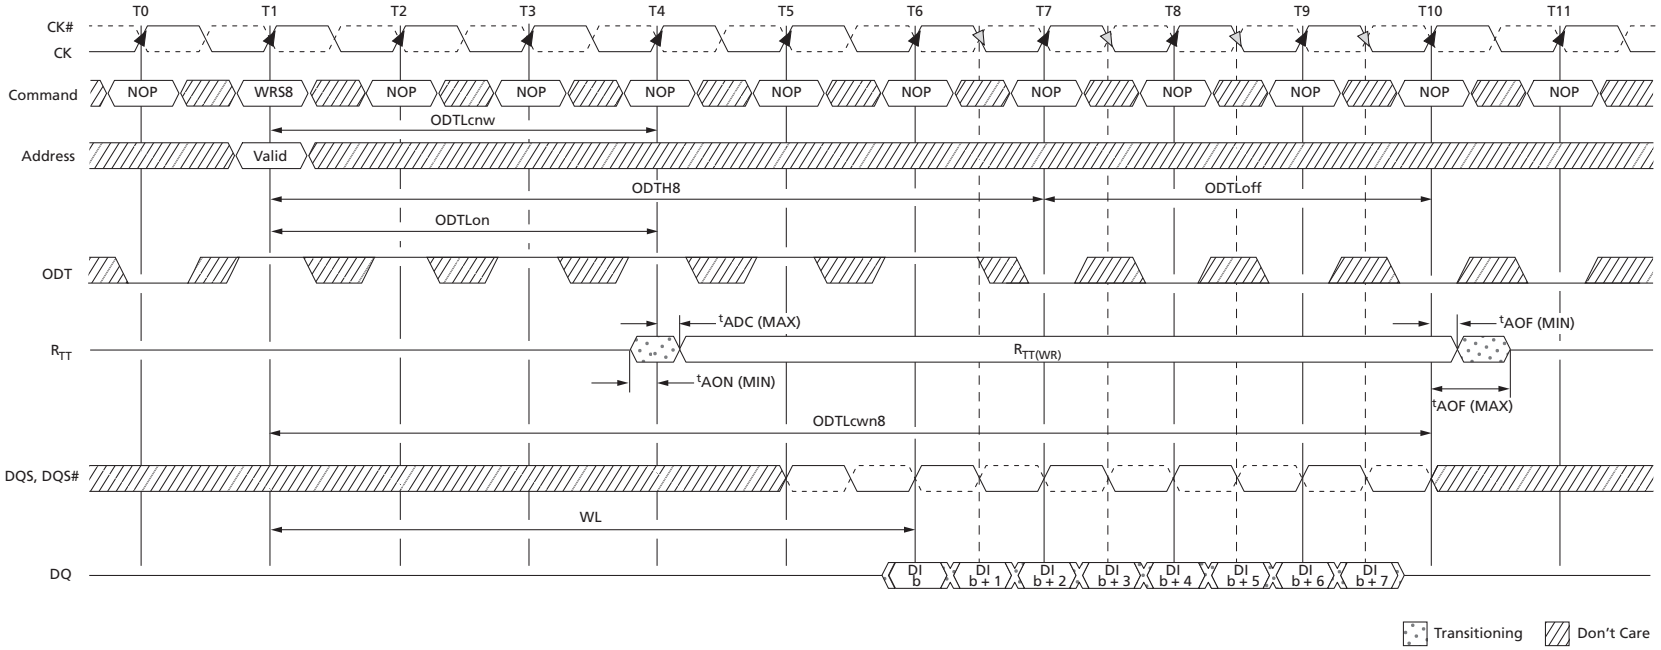 T0 T1 T2 T3 T4 T5 T6 T7 T8 T9 T10 T11
CK#
CK
Command NOP WRS8 NOP NOP NOP NOP NOP NOP NOP NOP NOP NOP
ODTLcnw
Address Valid
ODTH8 ODTLoff
ODTLon
ODT
tADC (MAX) tAOF (MIN)
RTT RTT(WR)
tAON (MIN)
tAOF (MAX)
ODTLcwn8
DQS, DQS#
WL
DQ
DI b
DI b + 1
DI b + 2
DI b + 3
DI b + 4
DI b + 5
DI b + 6
DI b + 7
Transitioning Don't Care